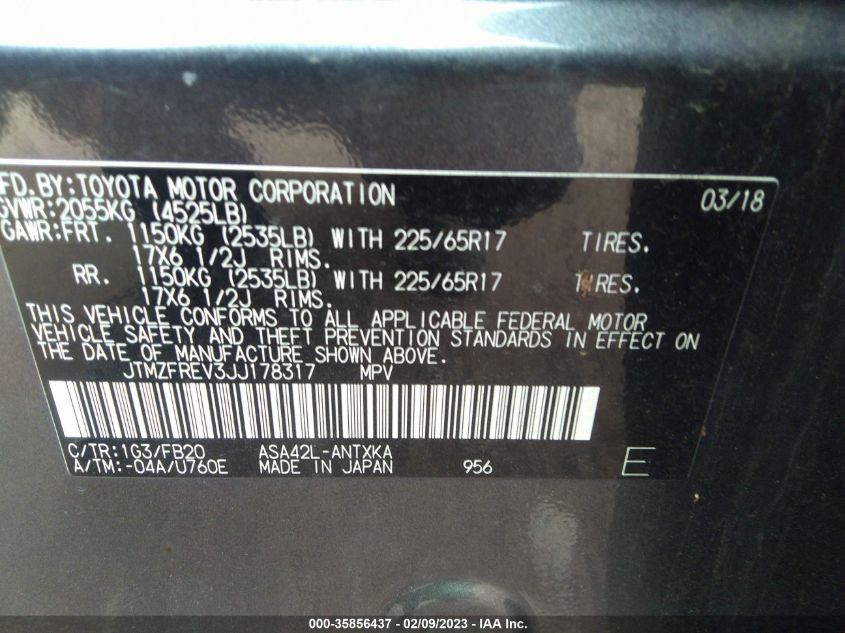 FD.BY:TOYOTA MOTOR CORPORATION 03/18
GVWR:2055KG (4525LB)
GAWR:FRT. 1150KG (2535LB) WITH 225/65R17 TIRES.
17X6 1/2J RIMS.
RR. 1150KG (2535LB) WITH 225/65R17 TIRES.
17X6 1/2J RIMS.
THIS VEHICLE CONFORMS TO ALL APPLICABLE FEDERAL MOTOR
VEHICLE SAFETY AND THEFT PREVENTION STANDARDS IN EFFECT ON
THE DATE OF MANUFACTURE SHOWN ABOVE.
JTMZFREV3JJ178317 MPV
C/TR:1G3/FB20 ASA42L-ANTXKA
A/TM:-04A/U760E MADE IN JAPAN 956 E
000-35856437 - 02/09/2023 - IAA Inc.